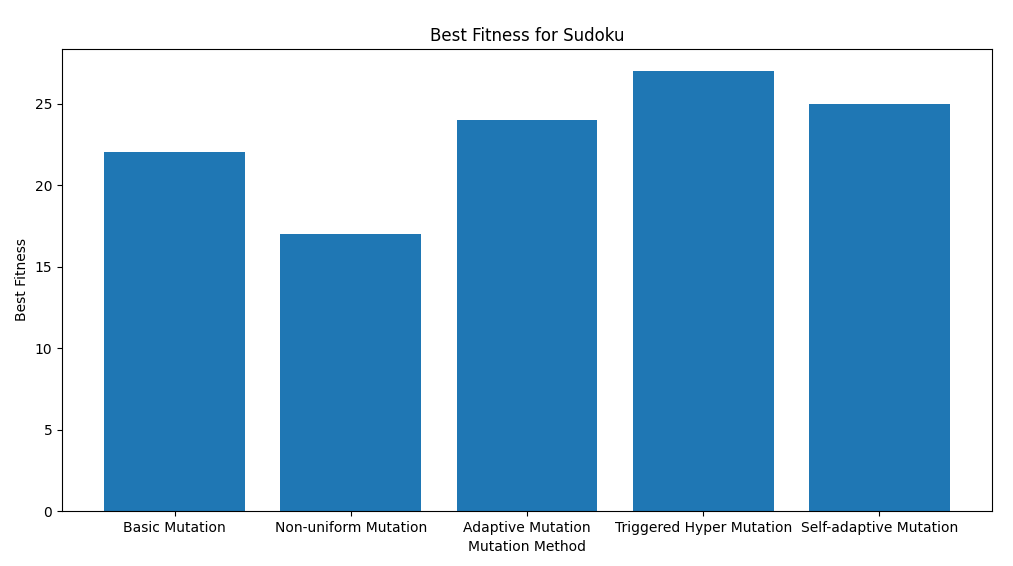 Best Fitness for Sudoku
Best Fitness
25
20
15
10
5
0
Basic Mutation
Non-uniform Mutation
Adaptive Mutation
Triggered Hyper Mutation
Self-adaptive Mutation
Mutation Method